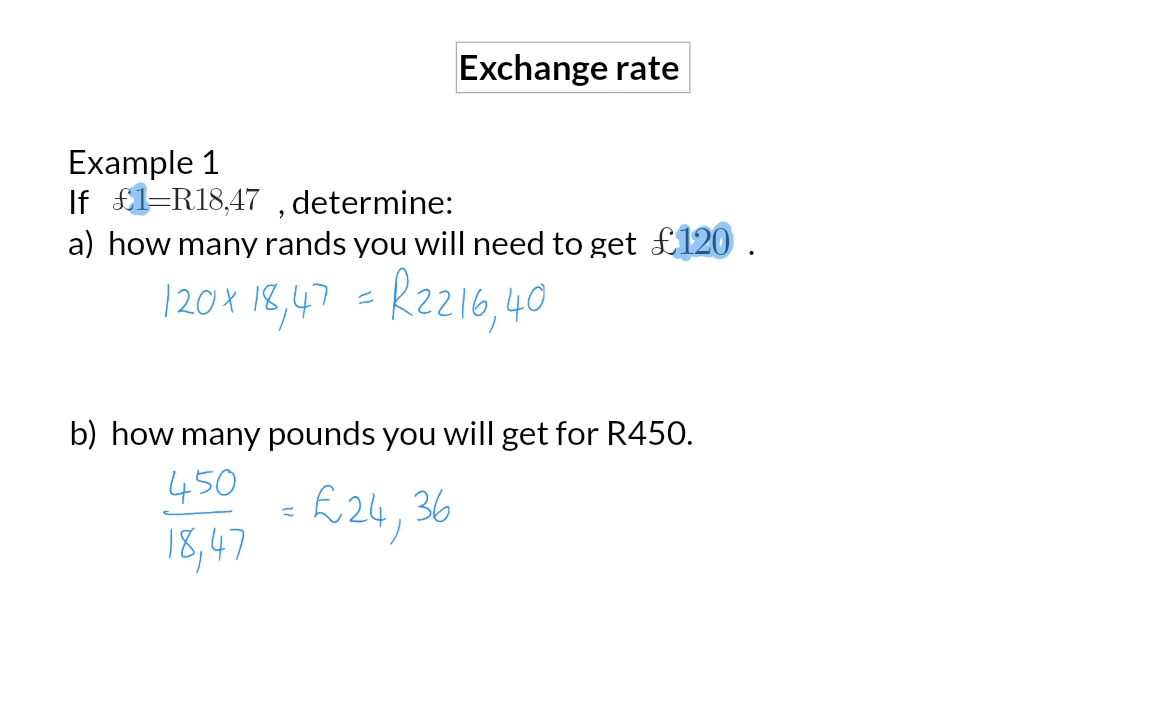 Exchange rate
Example 1
If £1=R18,47 , determine:
a) how many rands you will need to get £120 .
120 × 18,47 = R2216,40
b) how many pounds you will get for R450.
450
18,47
= £24,36